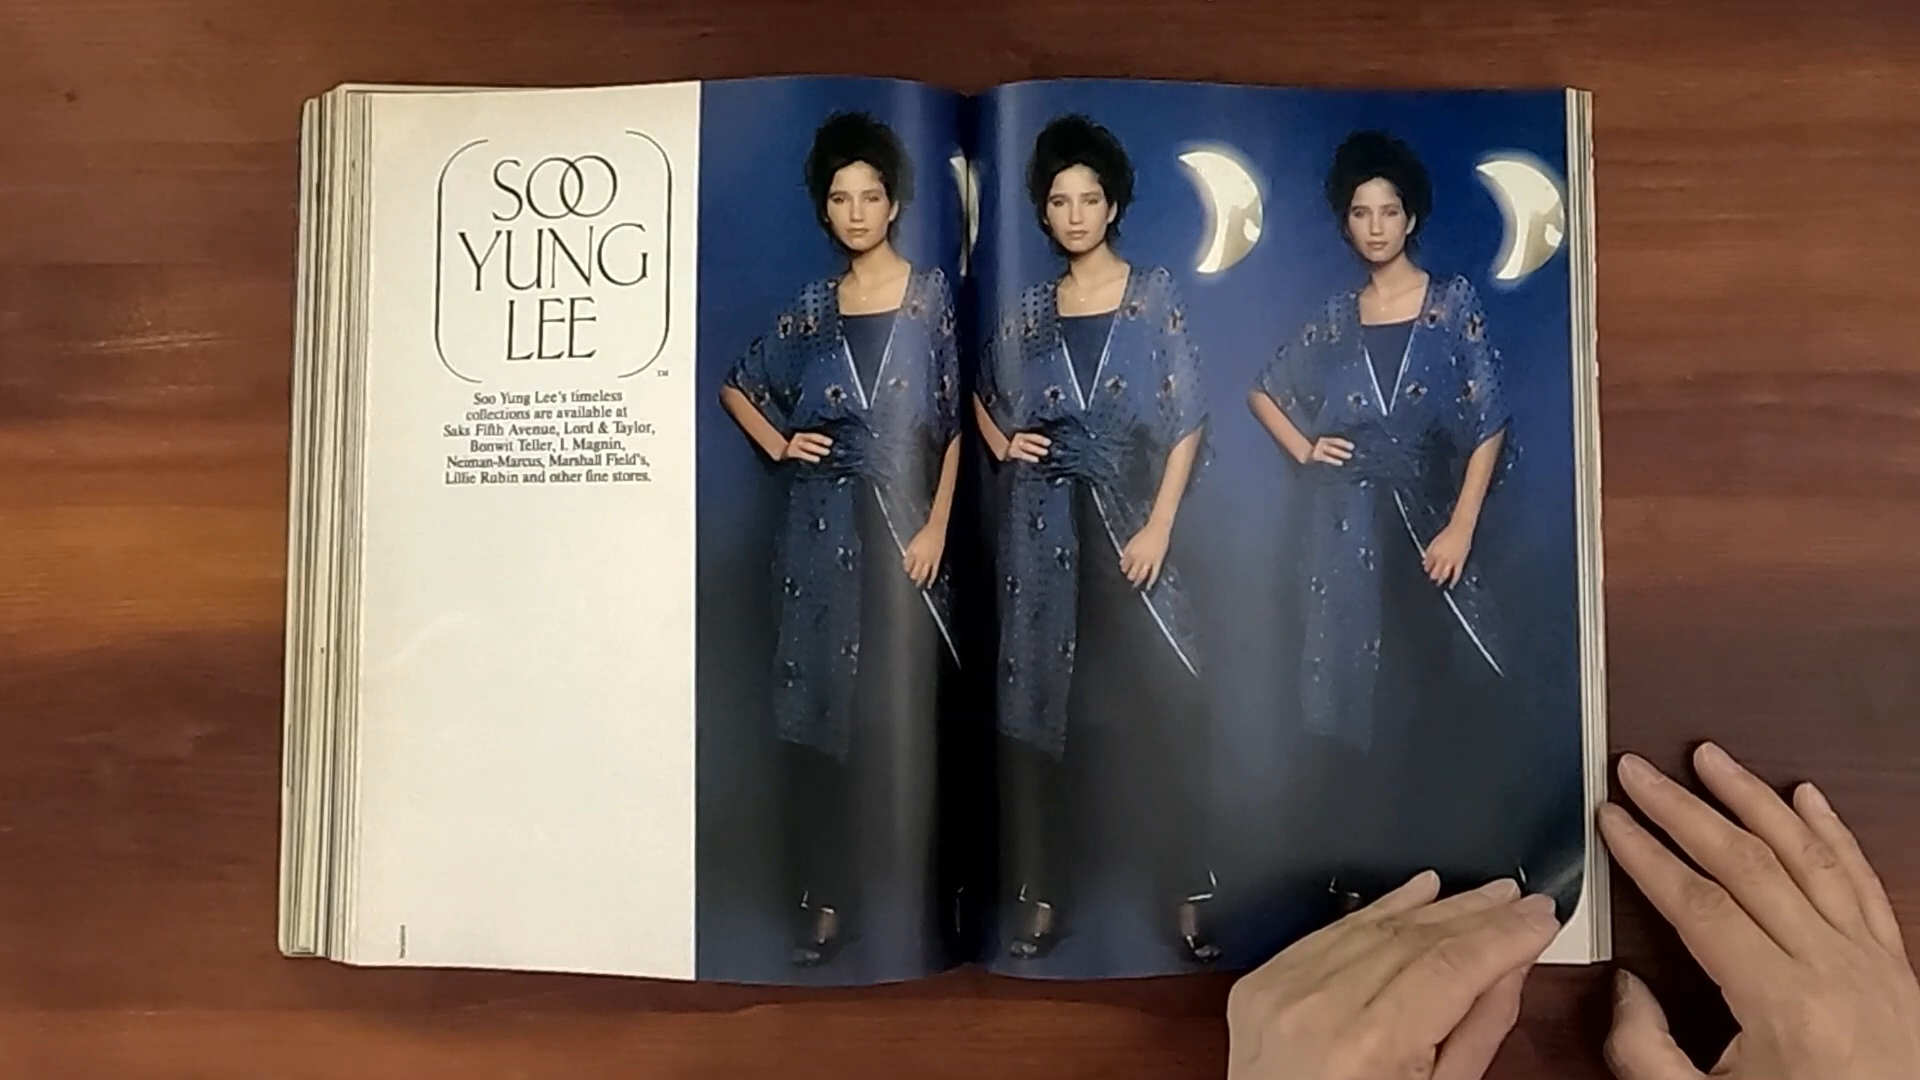 SOO
YUNG
LEE
TM
Soo Yung Lee's timeless
collections are available at
Saks Fifth Avenue, Lord & Taylor,
Bonwit Teller, I. Magnin,
Neiman-Marcus, Marshall Field's,
Lillie Rubin and other fine stores.